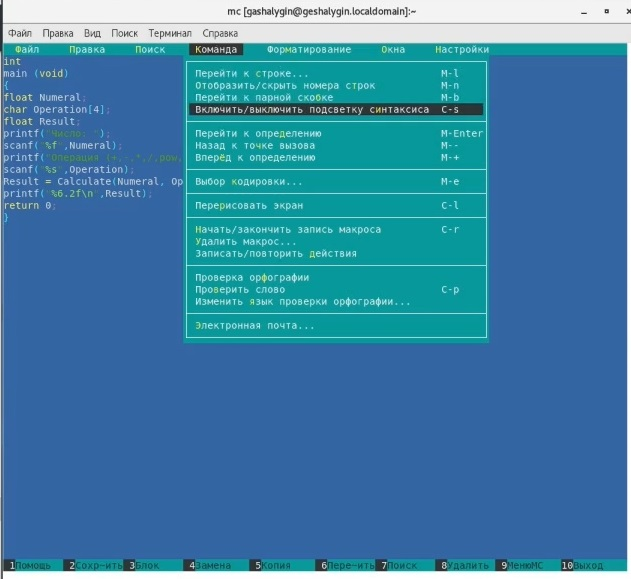 mc [gashalygin@geshalygin.localdomain]:~
Файл Правка Вид Поиск Терминал Справка
Файл Правка Поиск Команда Форматирование Окна Настройки
int
main (void)
{
float Numeral;
char Operation[4];
float Result;
printf("Число: ");
scanf("%f",Numeral);
printf("Операция (+,-,*,/,pow,
scanf("%s",Operation);
Result = Calculate(Numeral, Op
printf("%6.2f\n",Result);
return 0;
}
Перейти к строке... M-l
Отобразить/скрыть номера строк M-n
Перейти к парной скобке M-b
Включить/выключить подсветку синтаксиса C-s
Перейти к определению M-Enter
Назад к точке вызова M--
Вперёд к определению M-+
Выбор кодировки... M-e
Перерисовать экран C-l
Начать/закончить запись макроса C-r
Удалить макрос...
Записать/повторить действия
Проверка орфографии
Проверить слово C-p
Изменить язык проверки орфографии...
Электронная почта...
1Помощь 2Сохр~ить 3Блок 4Замена 5Копия 6Пере~ить 7Поиск 8Удалить 9МенюMC 10Выход